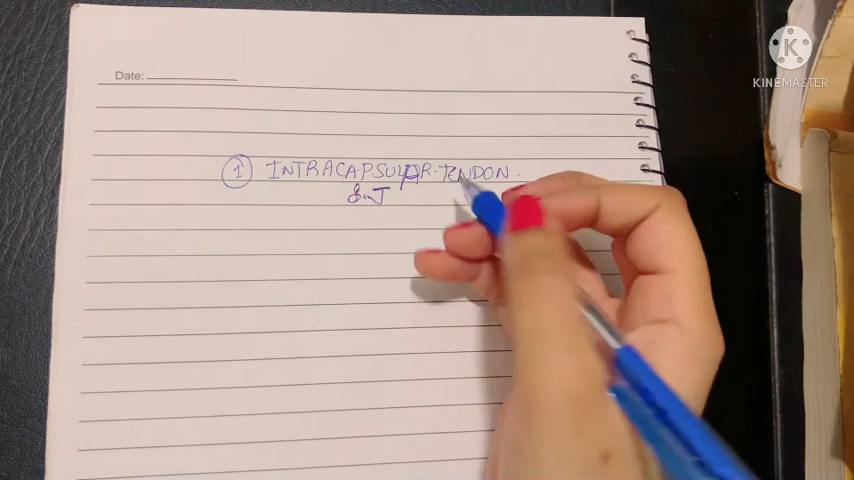 Date:
① INTRACAPSULAR. TENDON.
&.J
K
KINEMASTER